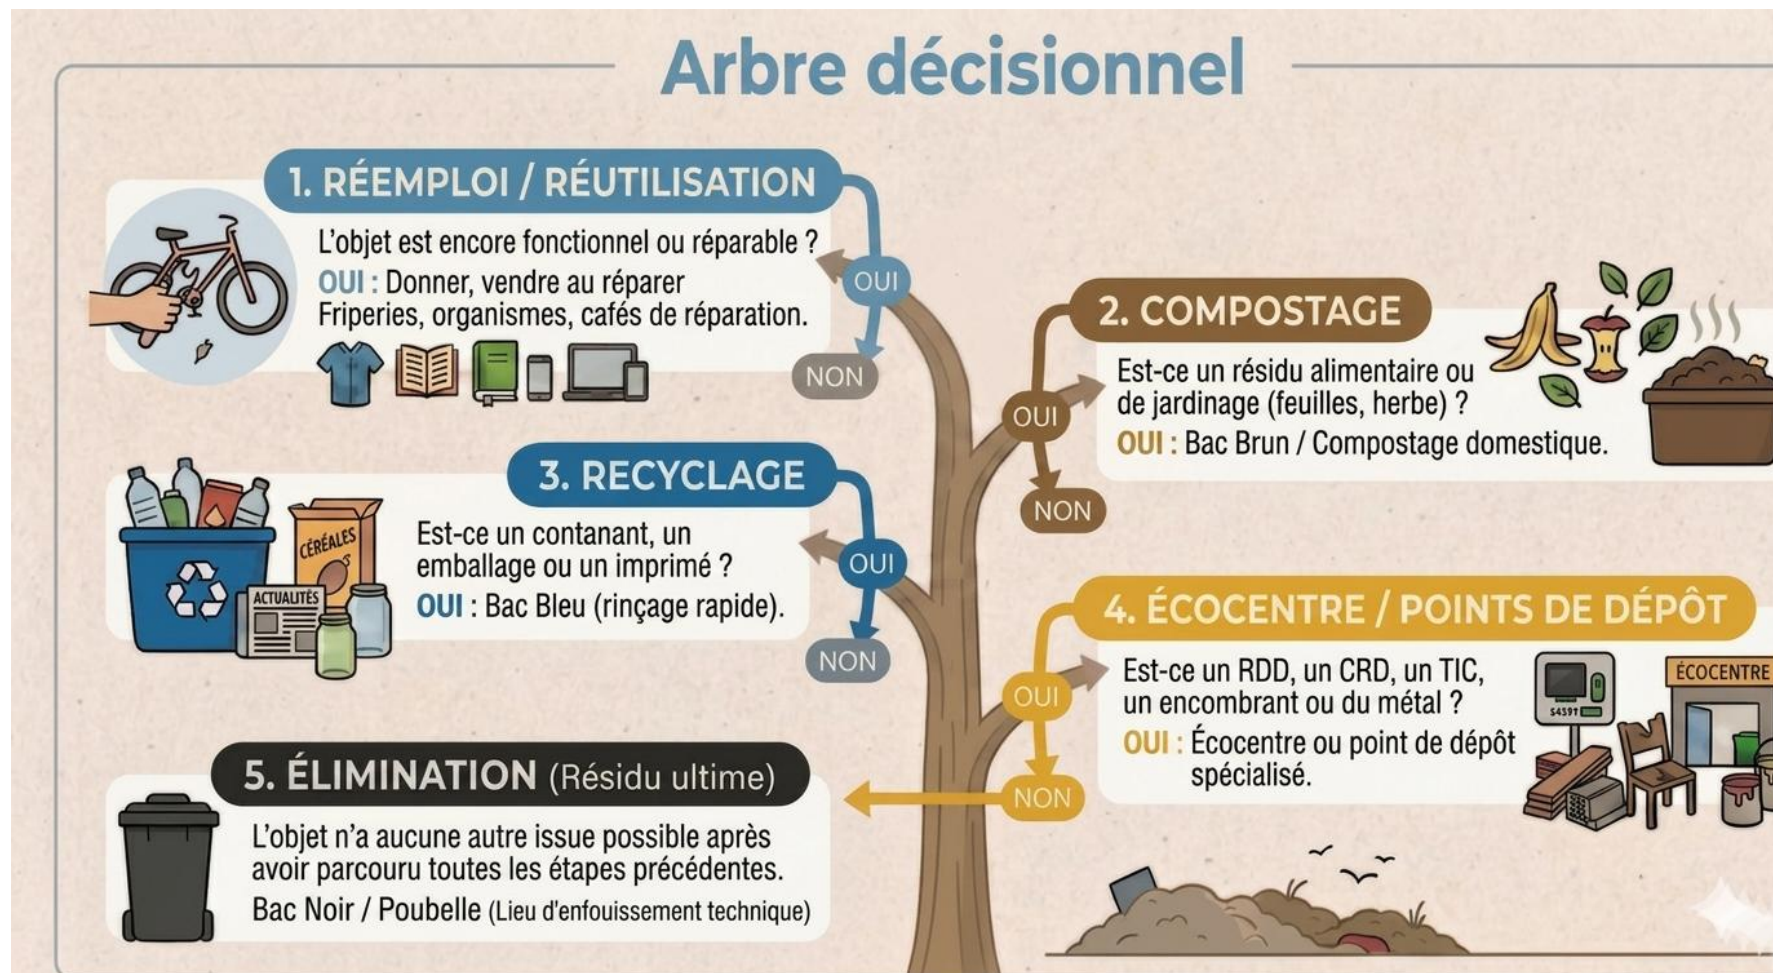 Arbre décisionnel
1. RÉEMPLOI / RÉUTILISATION
L'objet est encore fonctionnel ou réparable ?
OUI : Donner, vendre au réparer
Friperies, organismes, cafés de réparation.
OUI
NON
2. COMPOSTAGE
Est-ce un résidu alimentaire ou
de jardinage (feuilles, herbe) ?
OUI : Bac Brun / Compostage domestique.
OUI
NON
3. RECYCLAGE
Est-ce un contanant, un
emballage ou un imprimé ?
OUI : Bac Bleu (rinçage rapide).
CÉRÉALES
ACTUALITÉS
OUI
NON
4. ÉCOCENTRE / POINTS DE DÉPÔT
Est-ce un RDD, un CRD, un TIC,
un encombrant ou du métal ?
OUI : Écocentre ou point de dépôt
spécialisé.
ÉCOCENTRE
OUI
NON
5. ÉLIMINATION (Résidu ultime)
L'objet n'a aucune autre issue possible après
avoir parcouru toutes les étapes précédentes.
Bac Noir / Poubelle (Lieu d'enfouissement technique)